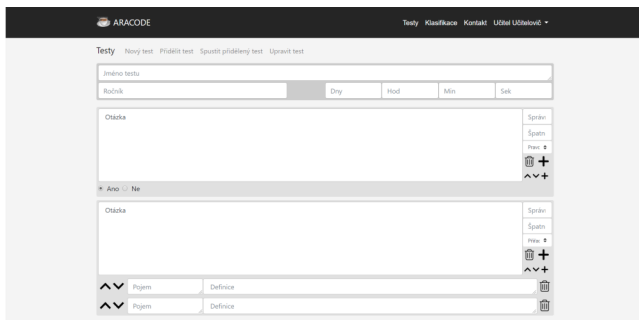 ARACODE Testy Klasifikace Kontakt Učitel Učitelovič
Testy Nový test Přidělit test Spustit přidělený test Upravit test
Jméno testu
Ročník Dny Hod Min Sek
Otázka Správ
Špatn
Ano Ne
Otázka Správ
Špatn
Pojem Definice
Pojem Definice